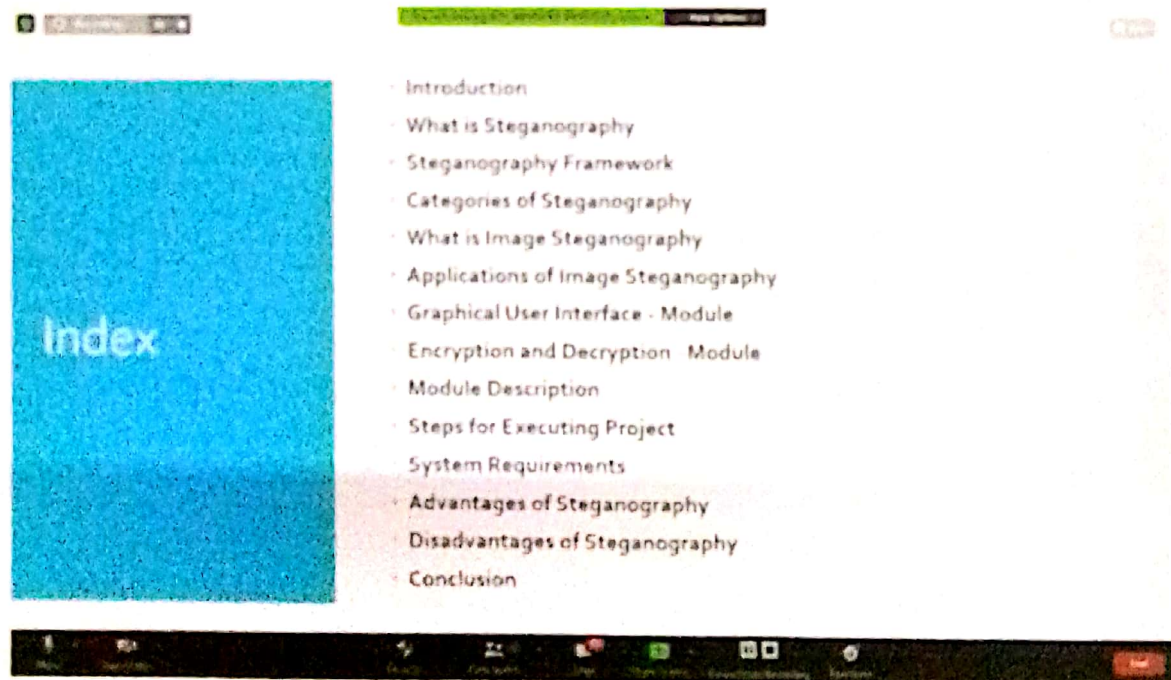 Index
Introduction
What is Steganography
Steganography Framework
Categories of Steganography
What is Image Steganography
Applications of Image Steganography
Graphical User Interface - Module
Encryption and Decryption Module
Module Description
Steps for Executing Project
System Requirements
Advantages of Steganography
Disadvantages of Steganography
Conclusion
End